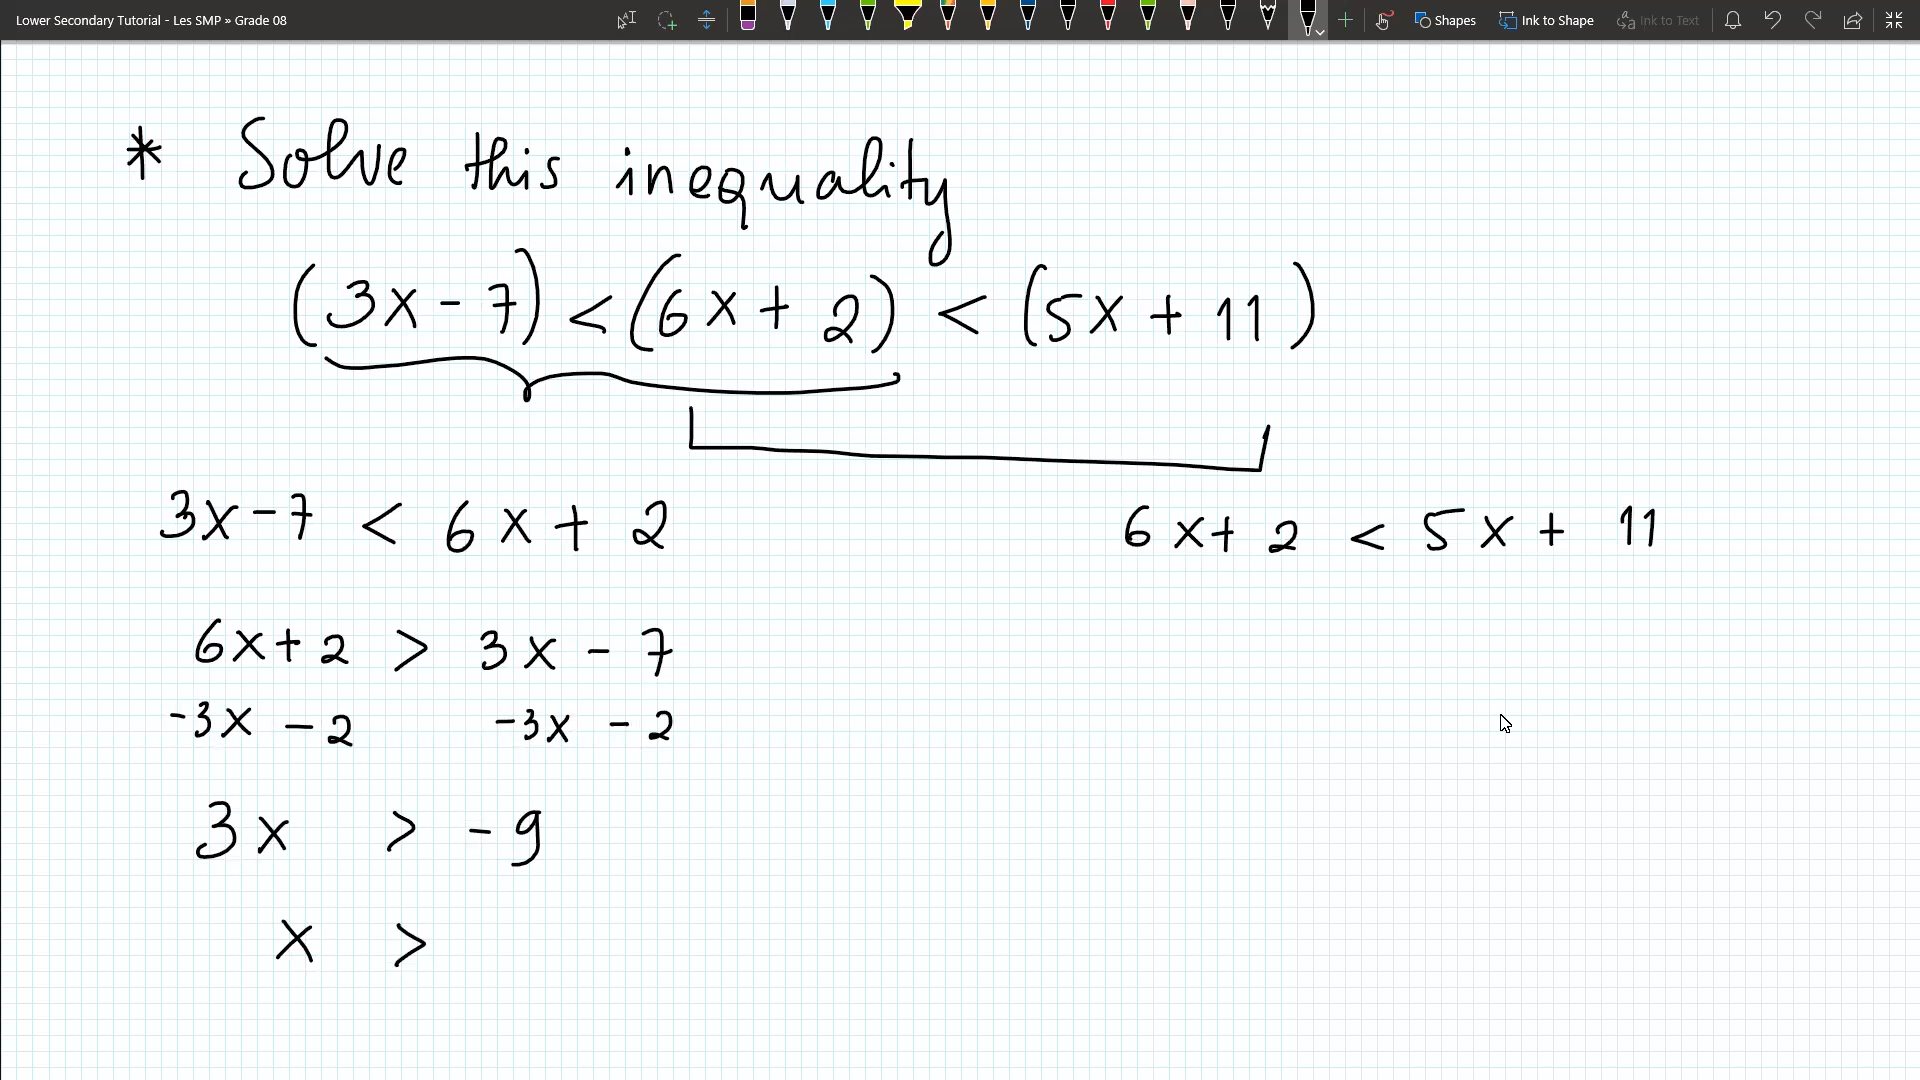 Lower Secondary Tutorial - Les SMP » Grade 08
Shapes Ink to Shape Ink to Text
* Solve this inequality
(3x - 7) < (6x + 2) < (5x + 11)
3x - 7 < 6x + 2
6x + 2 > 3x - 7
-3x - 2 -3x - 2
3x > -9
x >
6x + 2 < 5x + 11